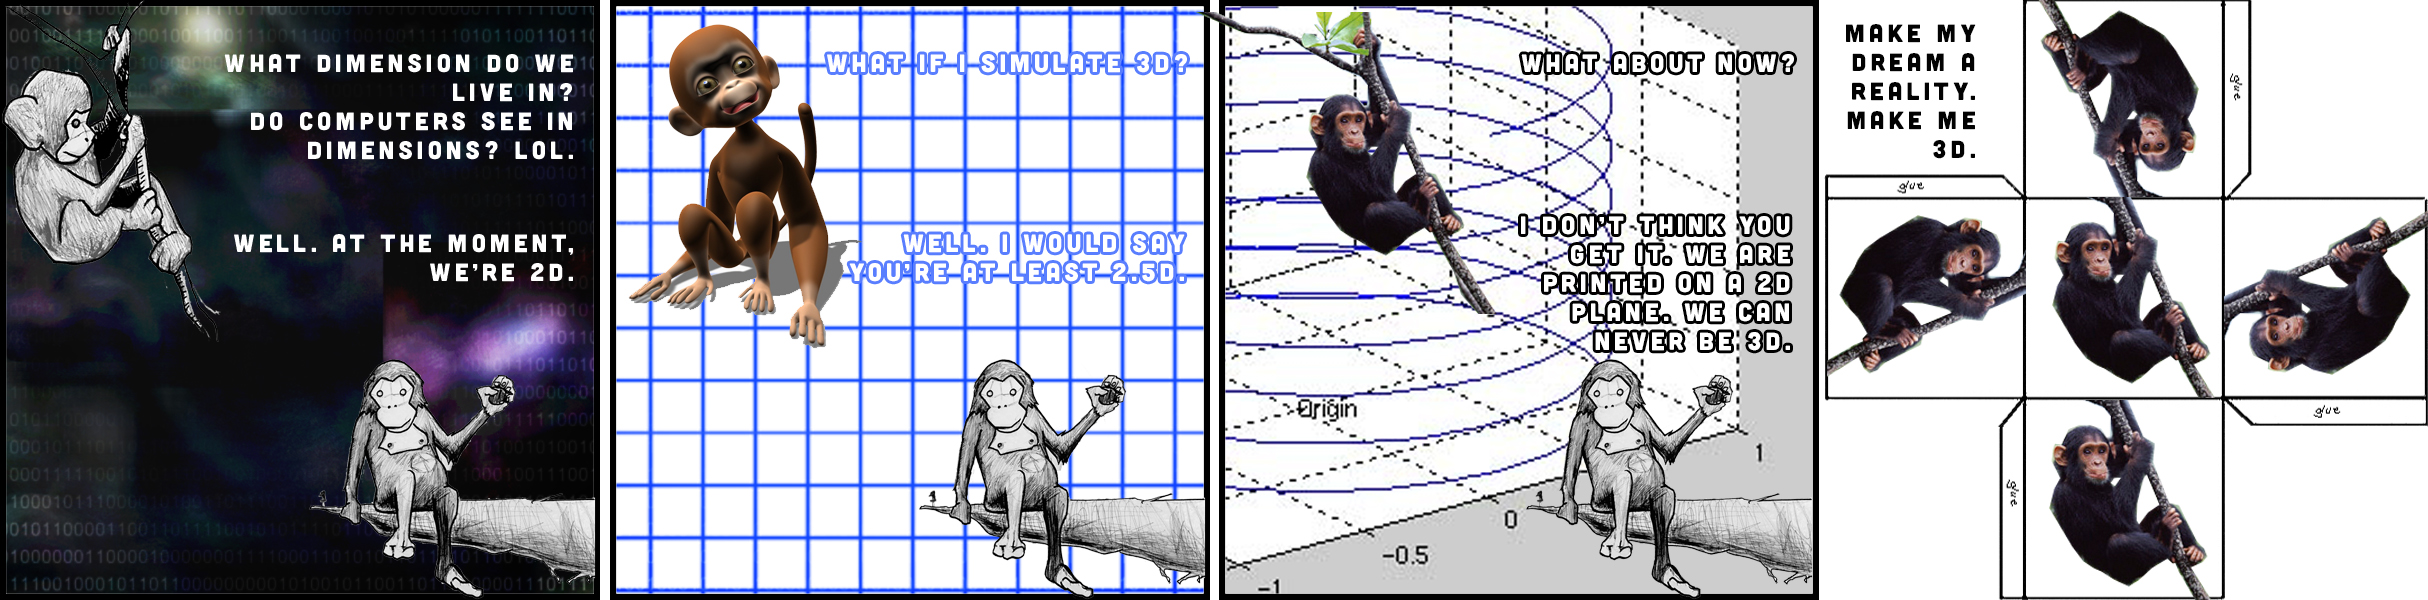 WHAT DIMENSION DO WE
LIVE IN?
DO COMPUTERS SEE IN
DIMENSIONS? LOL.
WELL. AT THE MOMENT,
WE'RE 2D.
WHAT IF I SIMULATE 3D?
WELL. I WOULD SAY
YOU'RE AT LEAST 2.5D.
WHAT ABOUT NOW?
I DON'T THINK YOU
GET IT. WE ARE
PRINTED ON A 2D
PLANE. WE CAN
NEVER BE 3D.
Origin
1
0
-0.5
-1
MAKE MY
DREAM A
REALITY.
MAKE ME
3D.
glue
glue
glue
glue